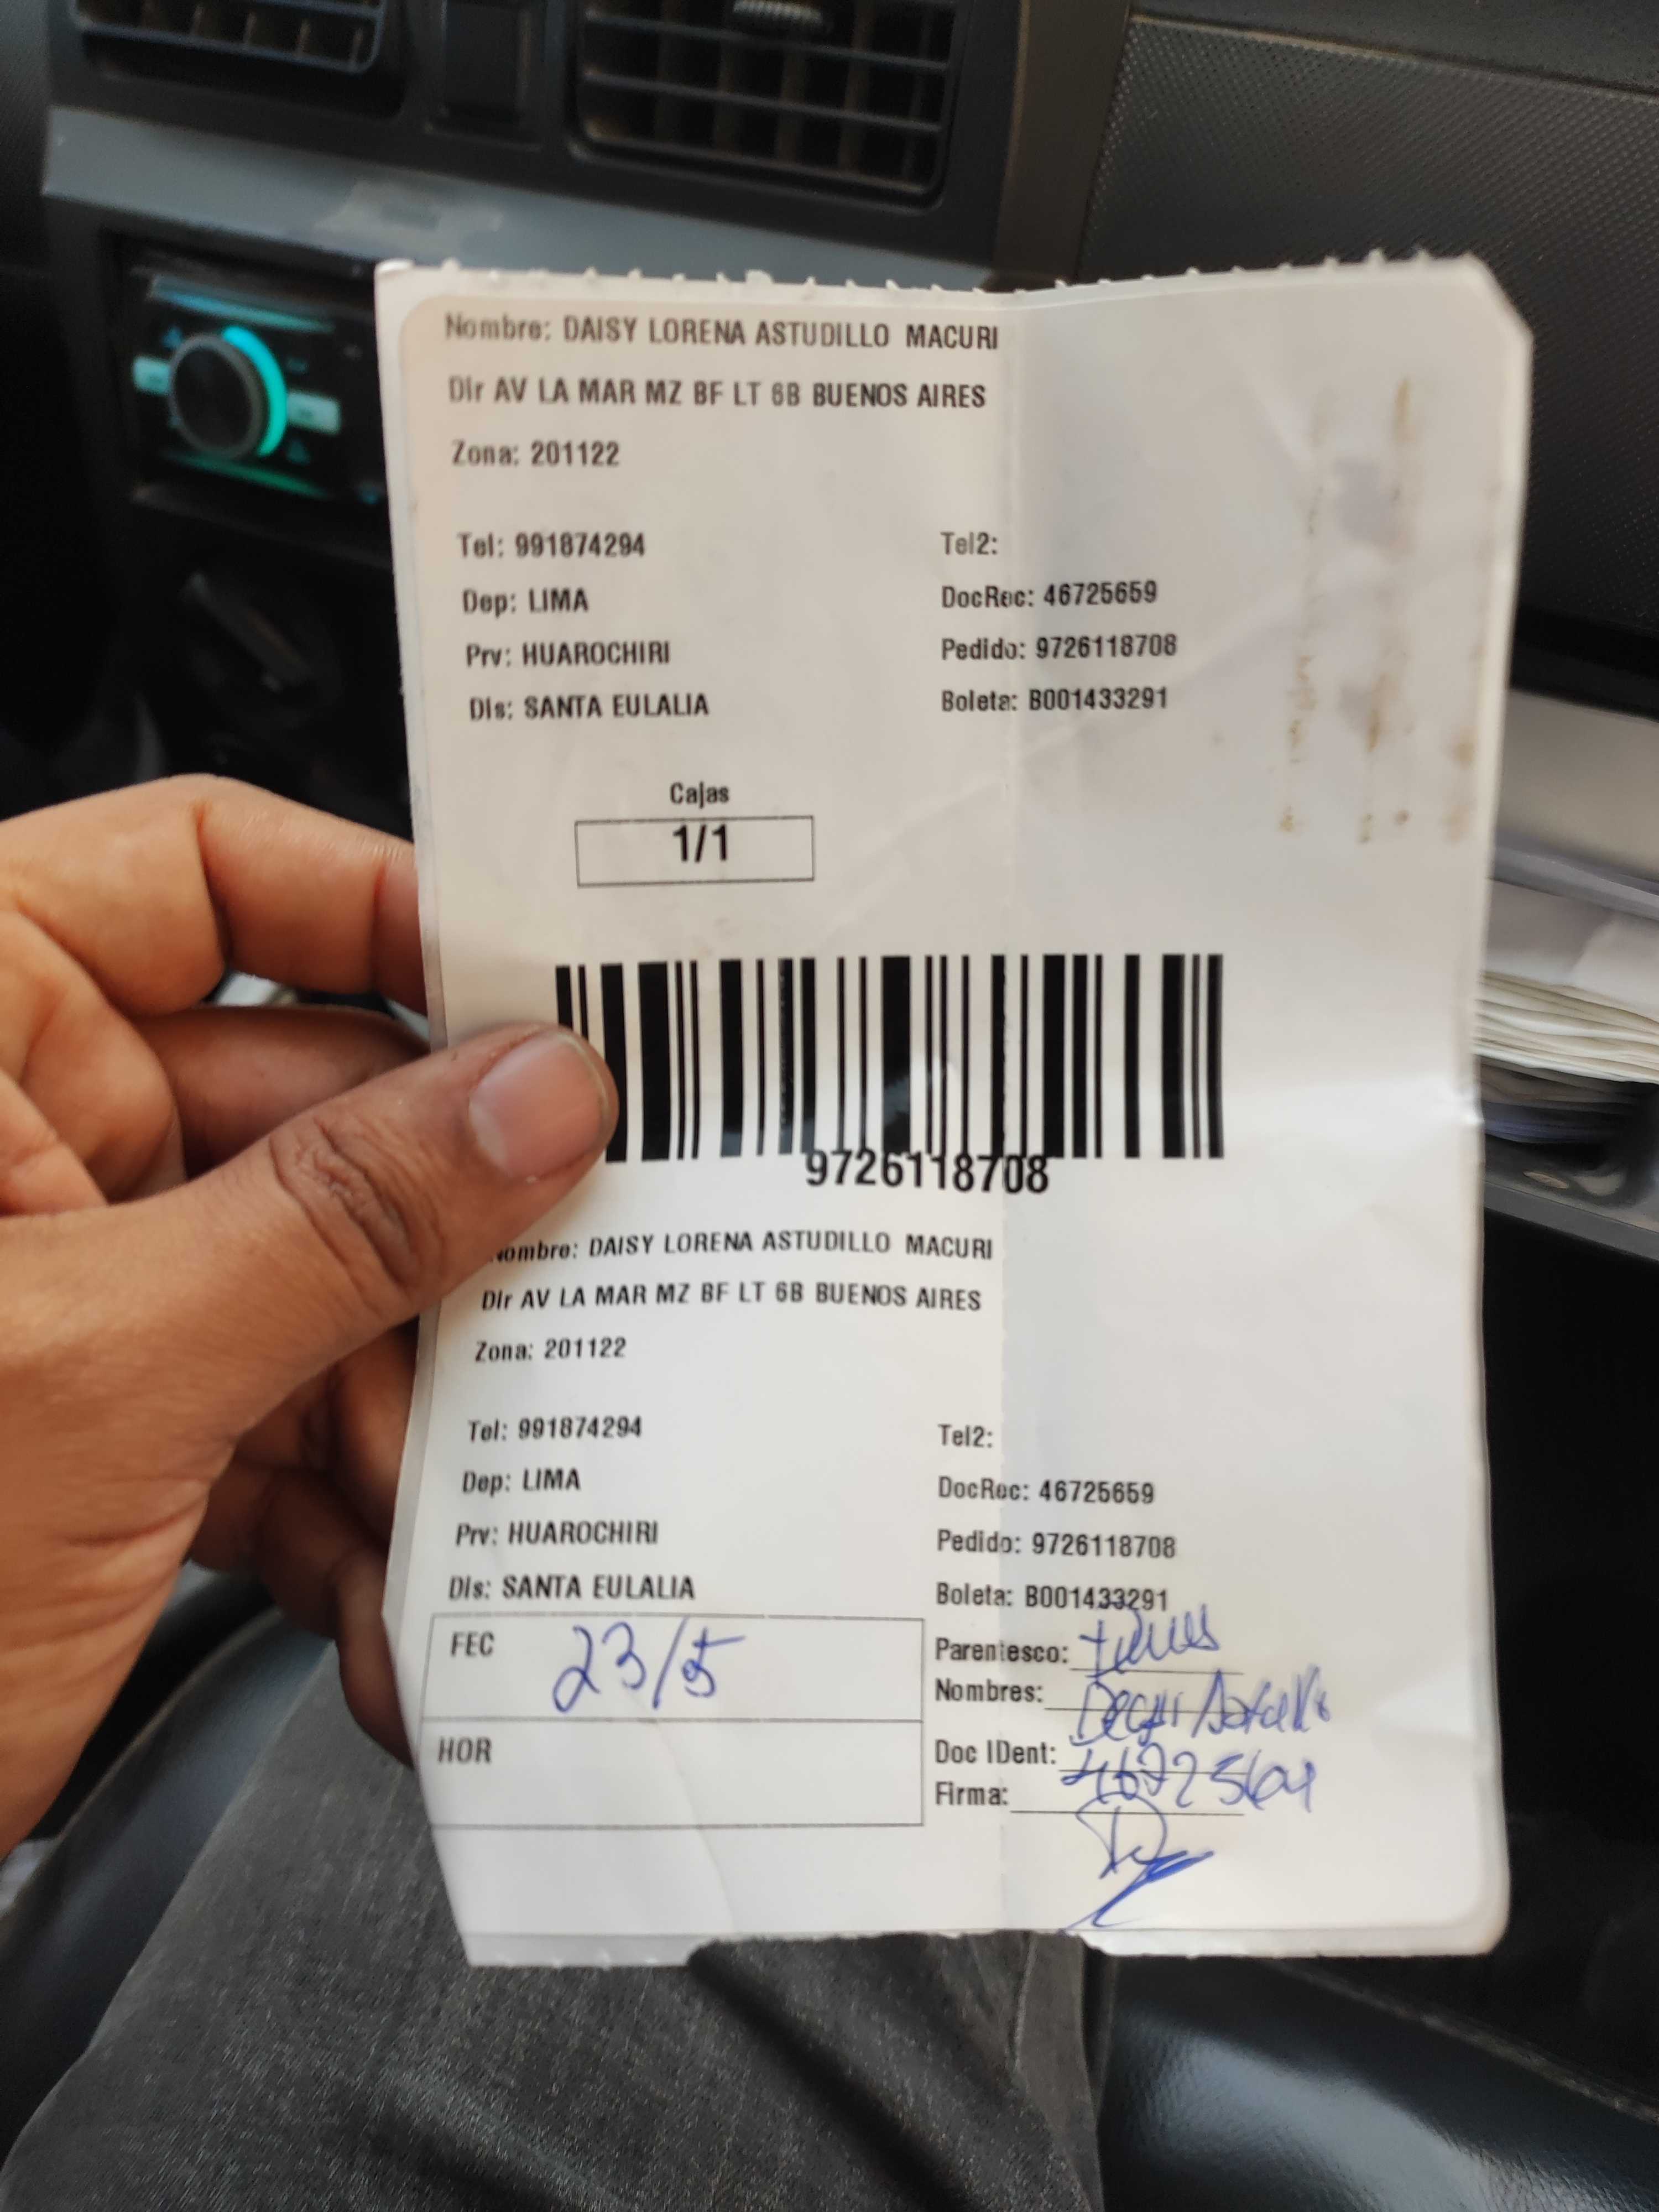 Nombre: DAISY LORENA ASTUDILLO MACURI
Dir AV LA MAR MZ BF LT 6B BUENOS AIRES
Zona: 201122
Tel: 991874294 Tel2:
Dep: LIMA DocRec: 46725659
Prv: HUAROCHIRI Pedido: 9726118708
Dis: SANTA EULALIA Boleta: B001433291
Cajas
1/1
9726118708
Nombre: DAISY LORENA ASTUDILLO MACURI
Dir AV LA MAR MZ BF LT 6B BUENOS AIRES
Zona: 201122
Tel: 991874294 Tel2:
Dep: LIMA DocRec: 46725659
Prv: HUAROCHIRI Pedido: 9726118708
Dis: SANTA EULALIA Boleta: B001433291
FEC 23/5 Parentesco:
Nombres:
HOR Doc IDent:
Firma: